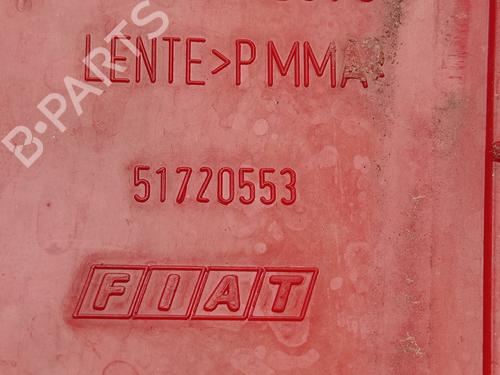 LENTE>PMMA
51720553
FIAT
B-PARTS